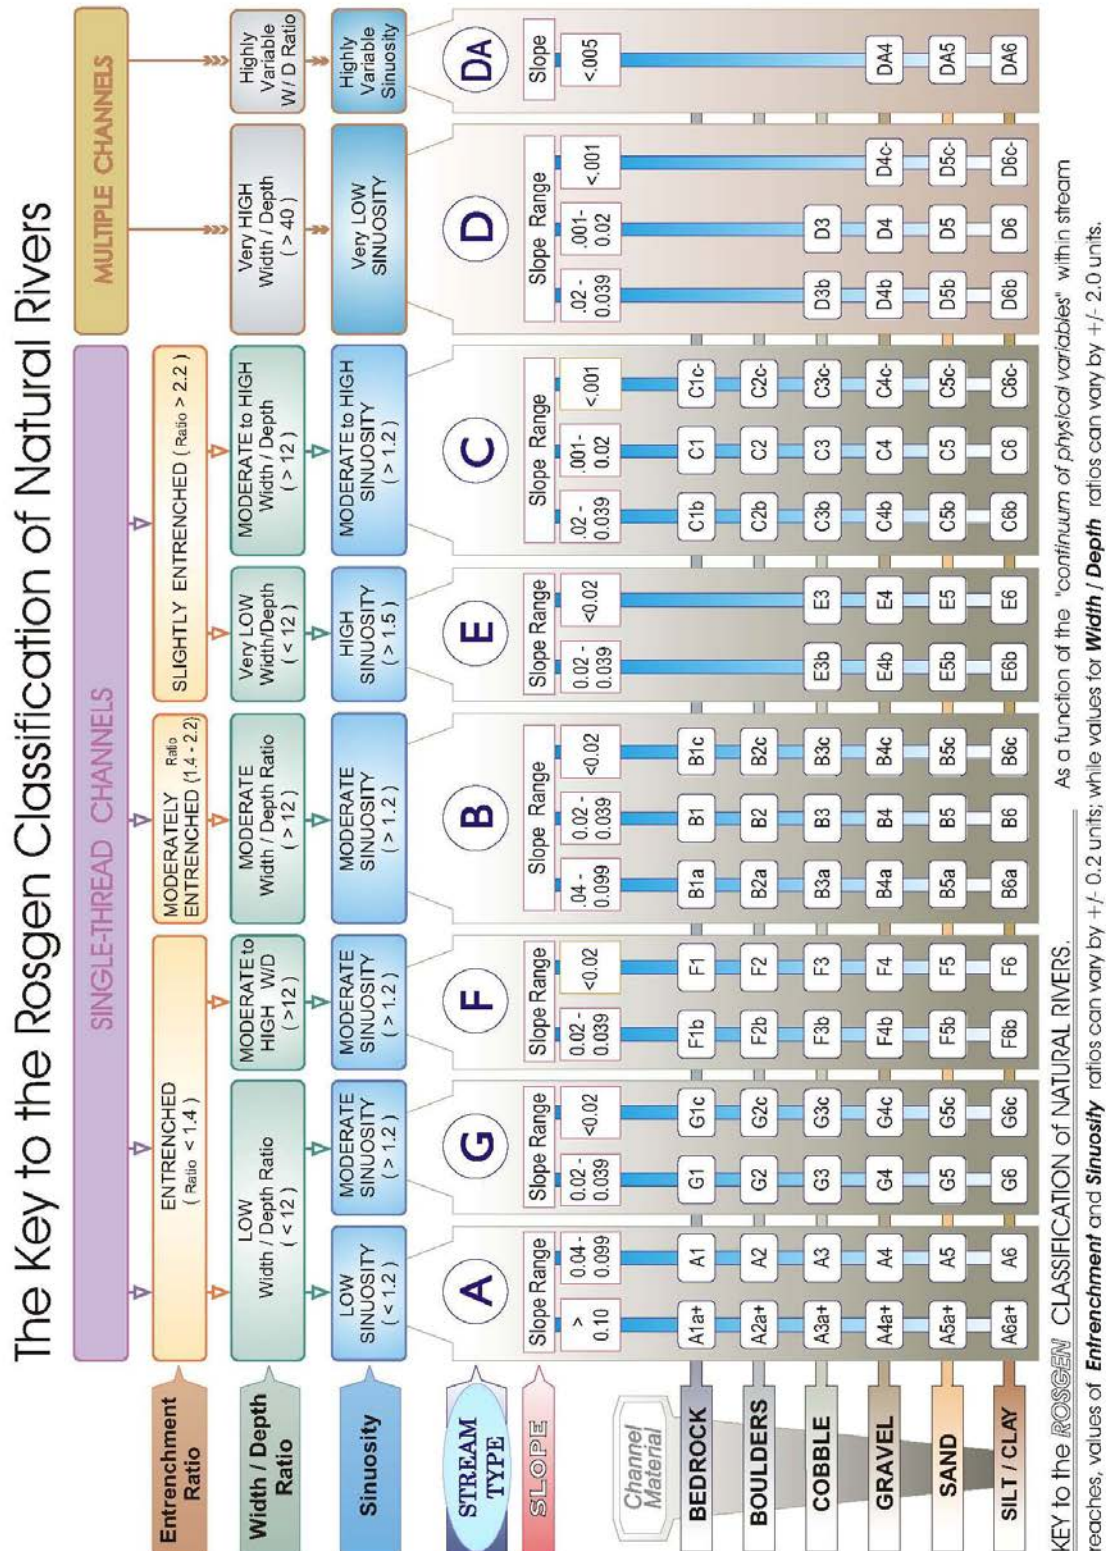 The Key to the Rosgen Classification of Natural Rivers
SINGLE-THREAD CHANNELS
MULTIPLE CHANNELS
Entrenchment
Ratio
ENTRENCHED
( Ratio < 1.4 )
MODERATELY Ratio
ENTRENCHED (1.4 - 2.2)
SLIGHTLY ENTRENCHED ( Ratio > 2.2 )
Width / Depth
Ratio
LOW
Width / Depth Ratio
( < 12 )
MODERATE to
HIGH W/D
( >12 )
MODERATE
Width / Depth Ratio
( >12 )
Very LOW
Width/Depth
( < 12 )
MODERATE to HIGH
Width / Depth
( > 12 )
Very HIGH
Width / Depth
( > 40 )
Highly
Variable
W / D Ratio
Sinuosity
LOW
SINUOSITY
( < 1.2 )
MODERATE
SINUOSITY
( > 1.2 )
MODERATE
SINUOSITY
( > 1.2 )
MODERATE
SINUOSITY
( > 1.2 )
HIGH
SINUOSITY
( > 1.5 )
MODERATE to HIGH
SINUOSITY
( > 1.2 )
Very LOW
SINUOSITY
Highly
Variable
Sinuosity
STREAM
TYPE
A
G
F
B
E
C
D
DA
SLOPE
Slope Range
Slope Range
Slope Range
Slope Range
Slope Range
Slope Range
Slope Range
Slope
>
0.10
0.04 -
0.099
0.02 -
0.039
<0.02
0.02 -
0.039
<0.02
.04 -
0.099
0.02 -
0.039
<0.02
0.02 -
0.039
<0.02
.02 -
0.039
.001-
0.02
<.001
.02 -
0.039
.001-
0.02
<.001
<.005
Channel
Material
BEDROCK A1a+ A1 G1 G1c F1b F1 B1a B1 B1c C1b C1 C1c-
BOULDERS A2a+ A2 G2 G2c F2b F2 B2a B2 B2c C2b C2 C2c-
COBBLE A3a+ A3 G3 G3c F3b F3 B3a B3 B3c E3b E3 C3b C3 C3c- D3b D3
GRAVEL A4a+ A4 G4 G4c F4b F4 B4a B4 B4c E4b E4 C4b C4 C4c- D4b D4 D4c- DA4
SAND A5a+ A5 G5 G5c F5b F5 B5a B5 B5c E5b E5 C5b C5 C5c- D5b D5 D5c- DA5
SILT / CLAY A6a+ A6 G6 G6c F6b F6 B6a B6 B6c E6b E6 C6b C6 C6c- D6b D6 D6c- DA6
KEY to the ROSGEN CLASSIFICATION of NATURAL RIVERS. As a function of the "continuum of physical variables" within stream
reaches, values of Entrenchment and Sinuosity ratios can vary by +/- 0.2 units; while values for Width / Depth ratios can vary by +/- 2.0 units.